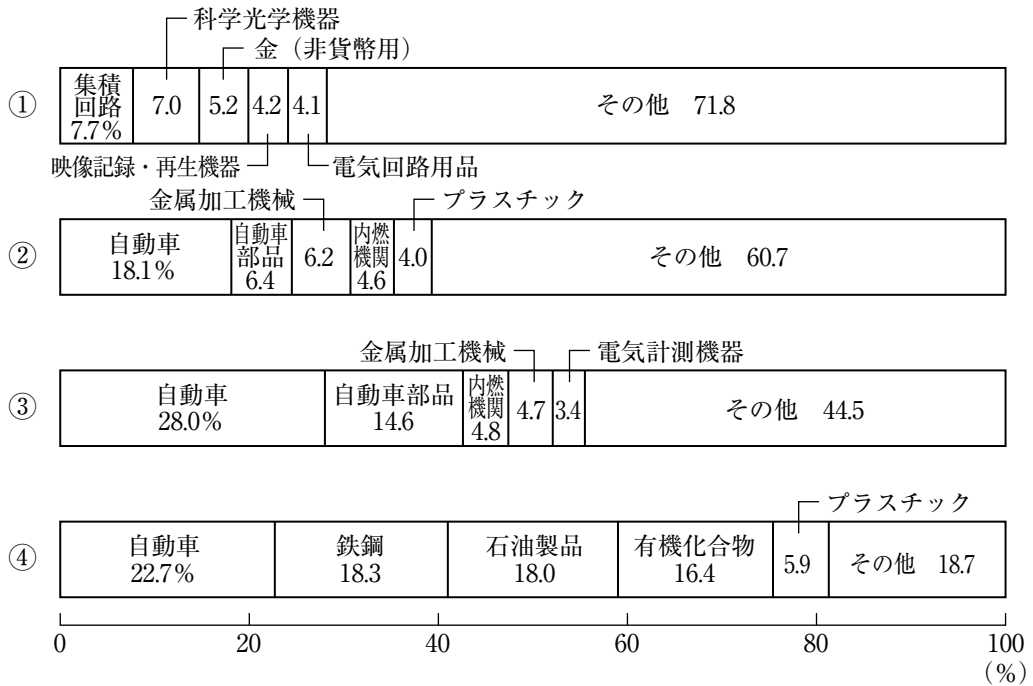 科学光学機器
金（非貨幣用）
①
集積
回路
7.7%
7.0
5.2
4.2
4.1
その他 71.8
映像記録・再生機器
電気回路用品
金属加工機械
プラスチック
②
自動車
18.1%
自動車
部品
6.4
6.2
内燃
機関
4.6
4.0
その他 60.7
金属加工機械
電気計測機器
③
自動車
28.0%
自動車部品
14.6
内燃
機関
4.8
4.7
3.4
その他 44.5
プラスチック
④
自動車
22.7%
鉄鋼
18.3
石油製品
18.0
有機化合物
16.4
5.9
その他 18.7
0 20 40 60 80 100
（%）